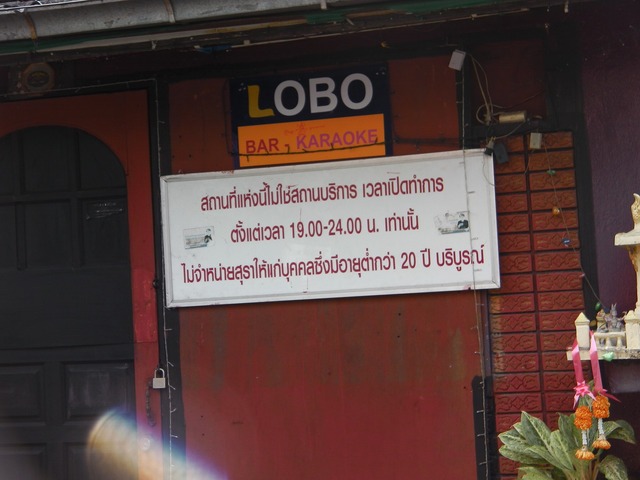 LOBO
BAR , KARAOKE
สถานที่แห่งนี้ไม่ใช่สถานบริการ เวลาเปิดทำการ
ตั้งแต่เวลา 19.00-24.00 น. เท่านั้น
ไม่จำหน่ายสุราให้แก่บุคคลซึ่งมีอายุต่ำกว่า 20 ปี บริบูรณ์